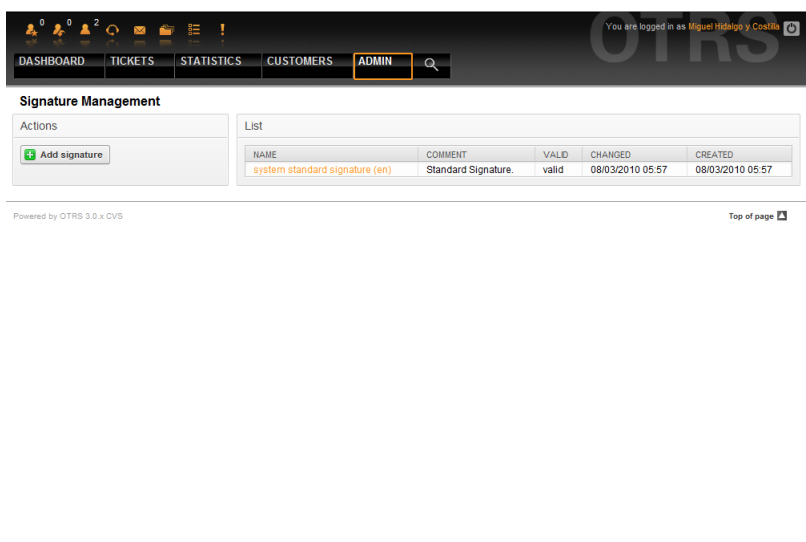 0 0 2
You are logged in as Miguel Hidalgo y Costilla
OTRS
DASHBOARD TICKETS STATISTICS CUSTOMERS ADMIN
Signature Management
Actions
Add signature
List
NAME COMMENT VALID CHANGED CREATED
system standard signature (en) Standard Signature. valid 08/03/2010 05:57 08/03/2010 05:57
Powered by OTRS 3.0.x CVS
Top of page